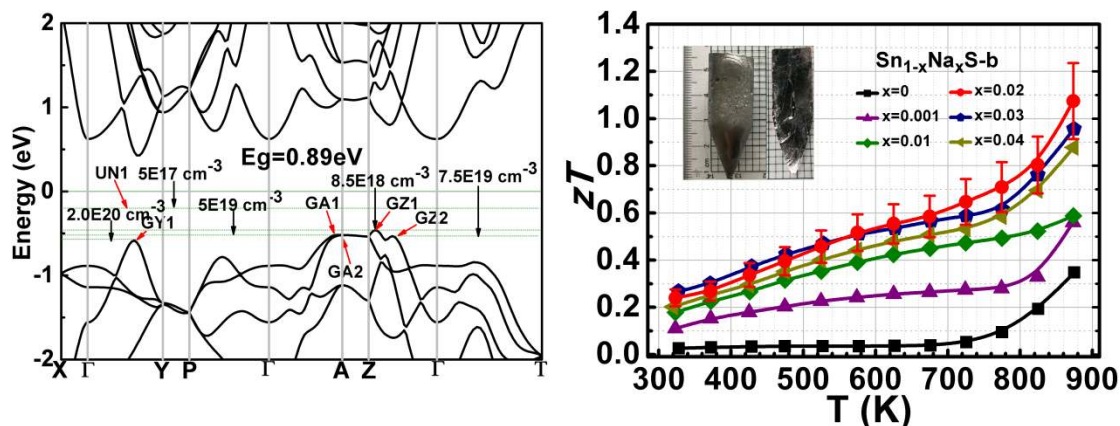 2
1
0
-1
-2
Energy (eV)
Eg=0.89eV
UN1
5E17 cm-3
8.5E18 cm-3
7.5E19 cm-3
2.0E20 cm-3
GY1
5E19 cm-3
GA1
GZ1
GZ2
GA2
X Γ Y P Γ A Z Γ T
1.4
1.2
1.0
0.8
0.6
0.4
0.2
0.0
zT
Sn1-xNaxS-b
x=0 x=0.02
x=0.001 x=0.03
x=0.01 x=0.04
300 400 500 600 700 800 900
T (K)